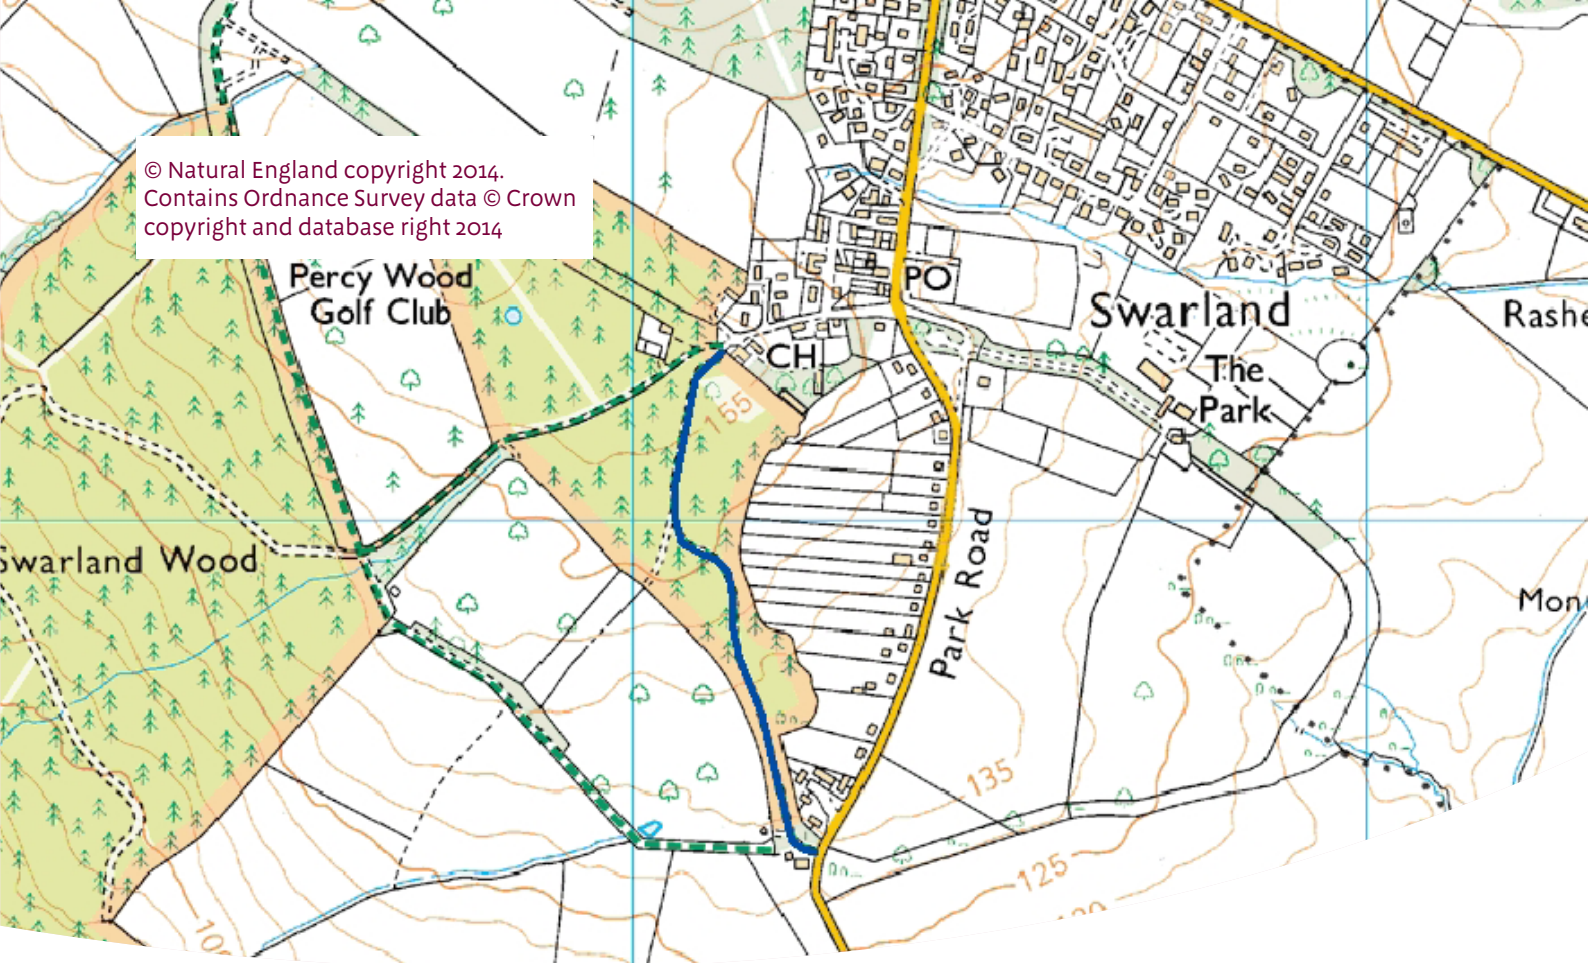 © Natural England copyright 2014.
Contains Ordnance Survey data © Crown
copyright and database right 2014
Percy Wood
Golf Club
PO
Swarland
Rashe
CH
The
Park
155
Swarland Wood
Park Road
Mon
135
125